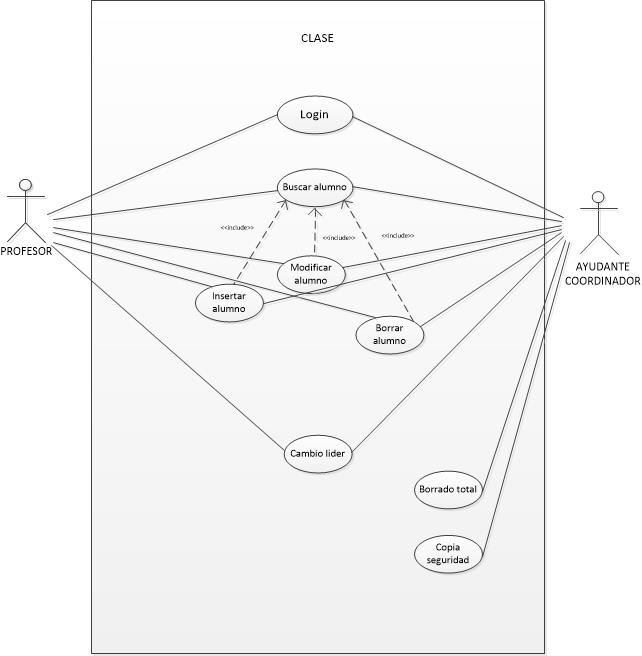 CLASE
Login
Buscar alumno
<<include>>
<<include>>
<<include>>
PROFESOR
AYUDANTE
COORDINADOR
Modificar
alumno
Insertar
alumno
Borrar
alumno
Cambio lider
Borrado total
Copia
seguridad